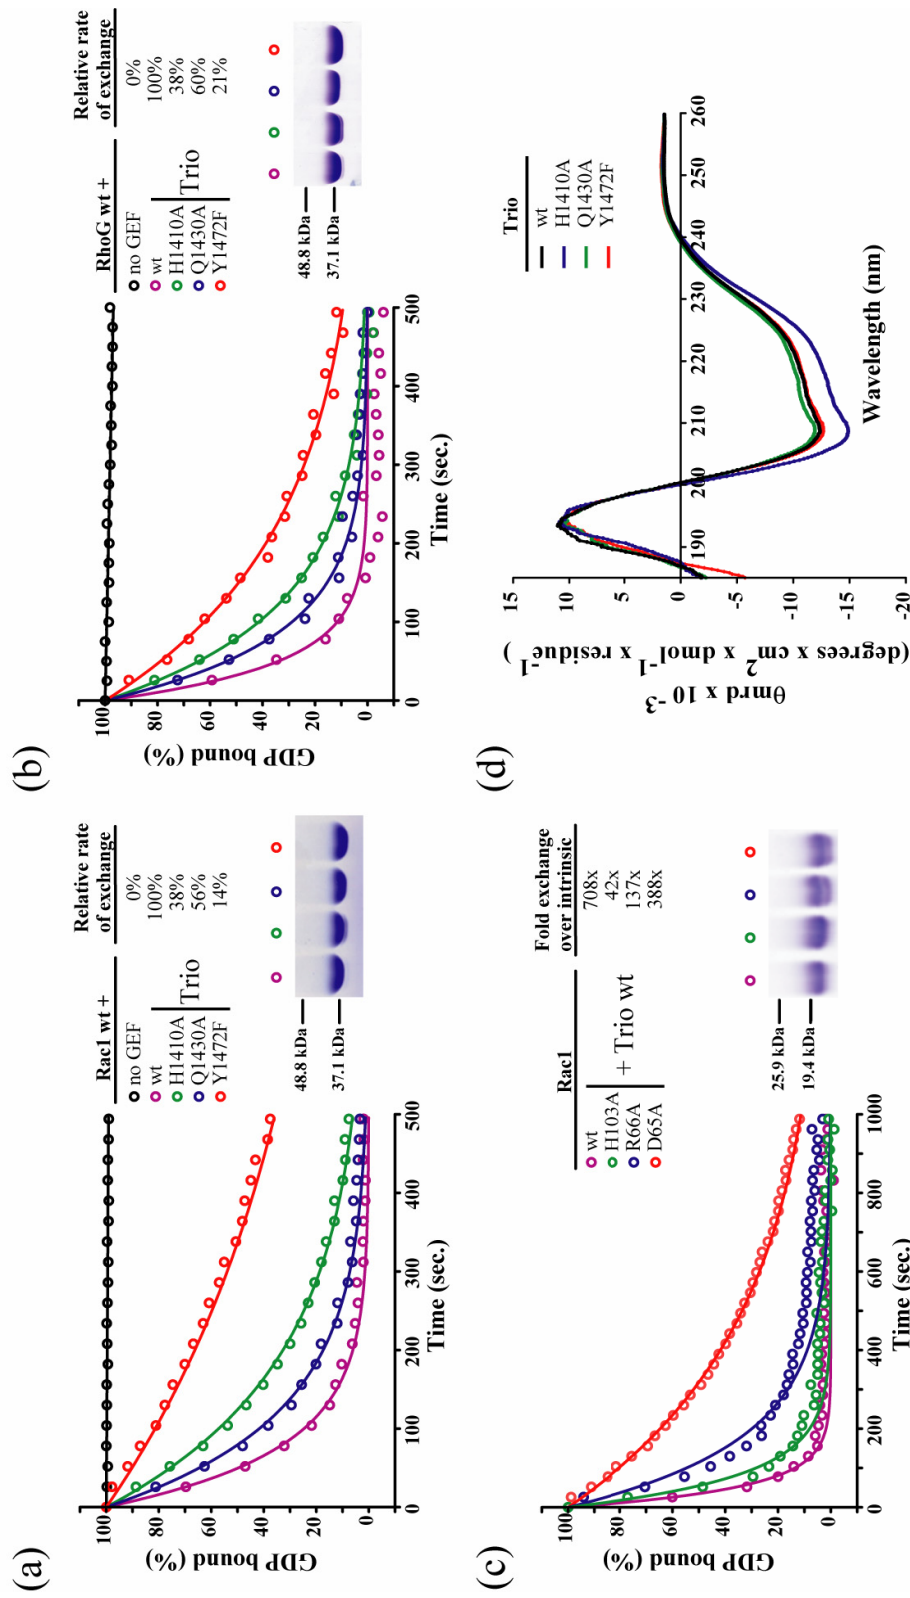 (a)
Rac1 wt +
Relative rate
of exchange
no GEF 0%
wt 100%
H1410A 38%
Q1430A 56%
Y1472F 14%
Trio
48.8 kDa
37.1 kDa
GDP bound (%)
100
80
60
40
20
0
0 100 200 300 400 500
Time (sec.)
(b)
RhoG wt +
Relative rate
of exchange
no GEF 0%
wt 100%
H1410A 38%
Q1430A 60%
Y1472F 21%
Trio
48.8 kDa
37.1 kDa
GDP bound (%)
100
80
60
40
20
0
0 100 200 300 400 500
Time (sec.)
(c)
Rac1
Fold exchange
over intrinsic
wt 708x
H103A 42x
R66A 137x
D65A 388x
+ Trio wt
25.9 kDa
19.4 kDa
GDP bound (%)
100
80
60
40
20
0
0 200 400 600 800 1000
Time (sec.)
(d)
Trio
wt
H1410A
Q1430A
Y1472F
θmrd x 10⁻³
(degrees x cm² x dmol⁻¹ x residue⁻¹)
15
10
5
0
-5
-10
-15
-20
190 200 210 220 230 240 250 260
Wavelength (nm)